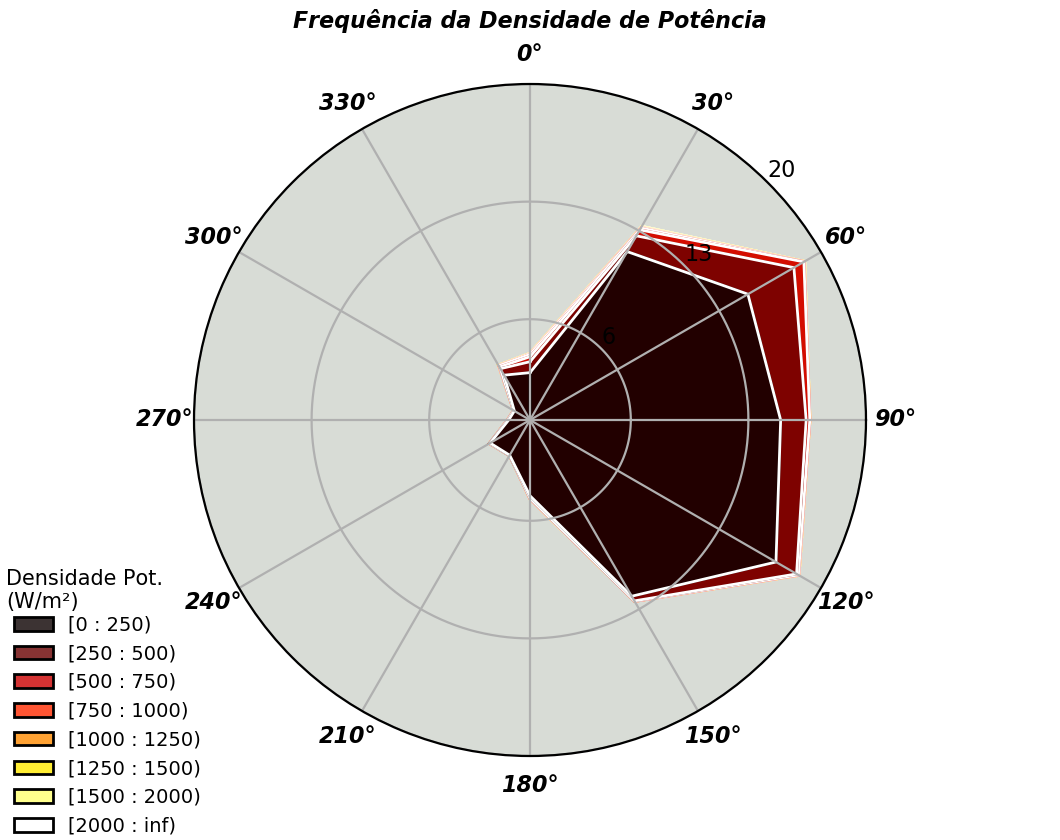 Frequência da Densidade de Potência
0°
330°
30°
20
300°
60°
13
6
270°
90°
240°
120°
210°
150°
180°
Densidade Pot.
(W/m²)
[0 : 250)
[250 : 500)
[500 : 750)
[750 : 1000)
[1000 : 1250)
[1250 : 1500)
[1500 : 2000)
[2000 : inf)